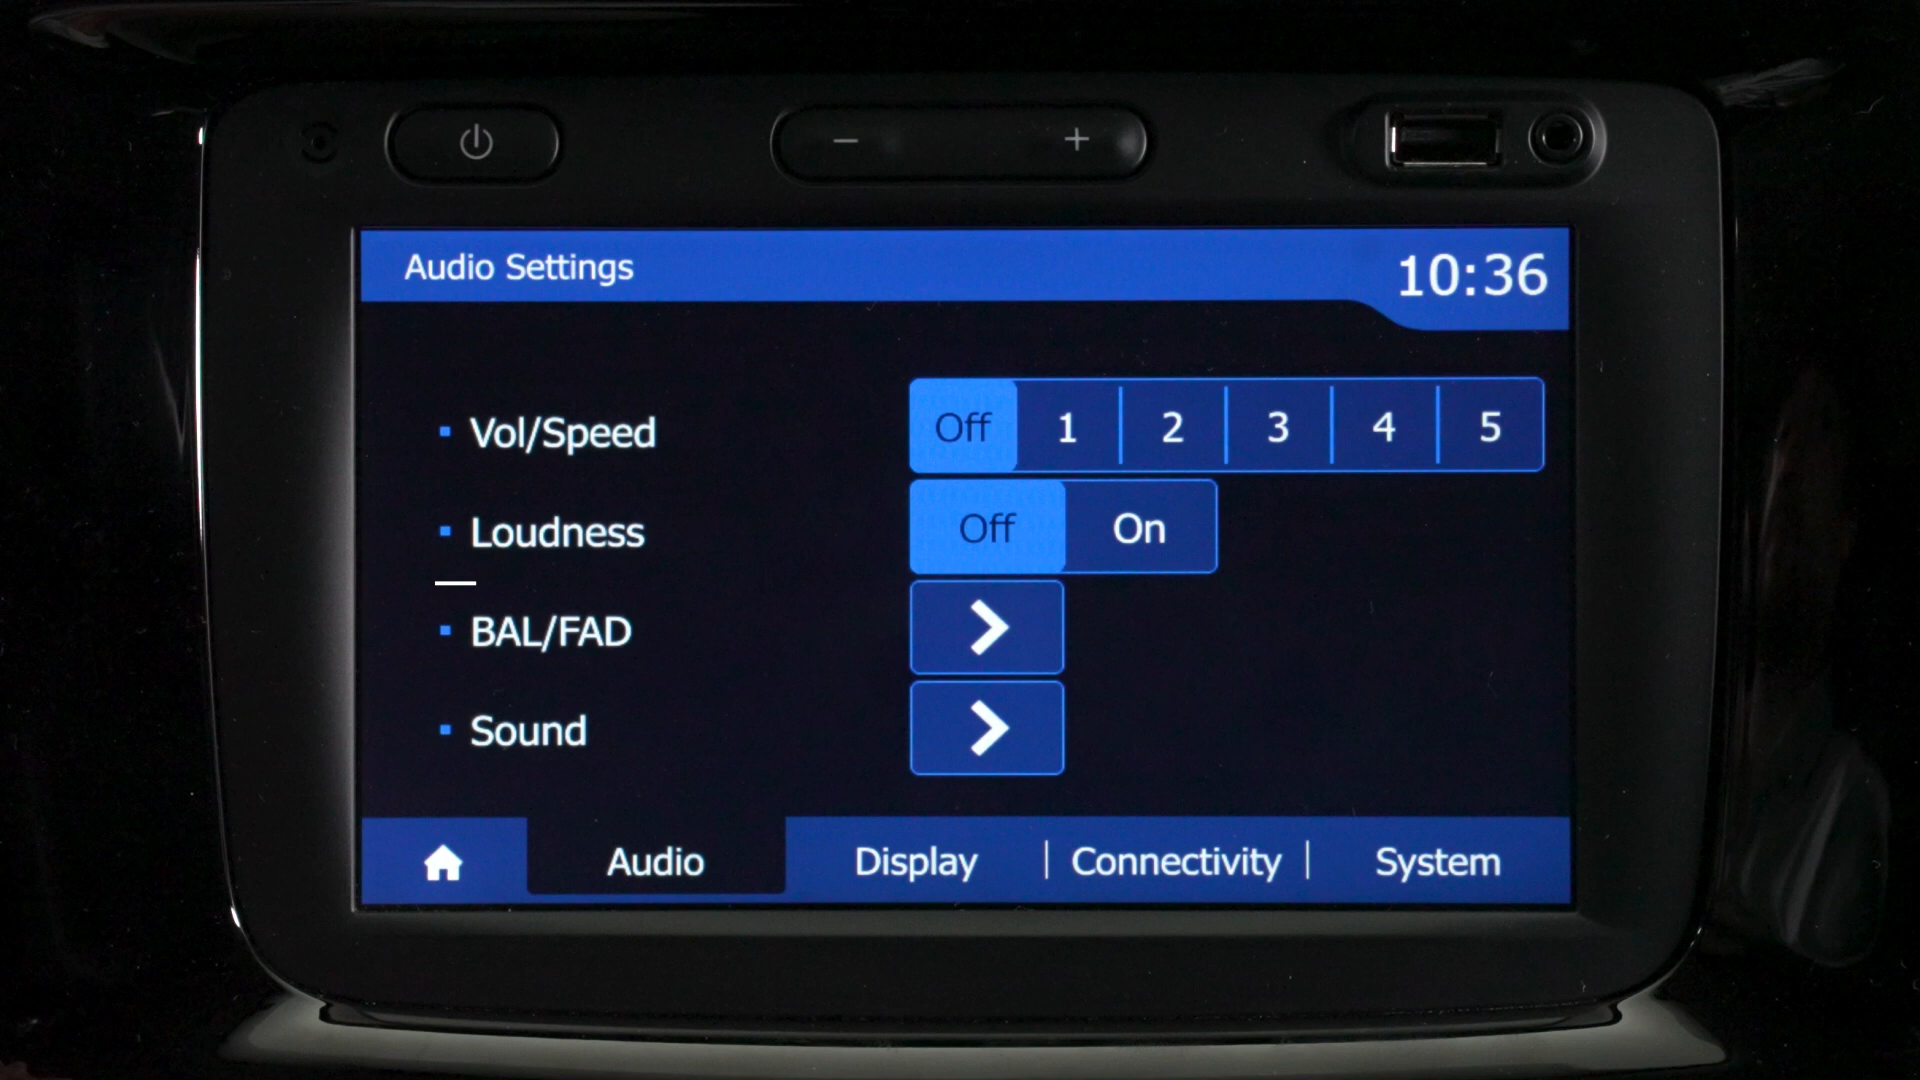 Audio Settings 10:36
Vol/Speed Off 1 2 3 4 5
Loudness Off On
BAL/FAD
Sound
Audio Display Connectivity System